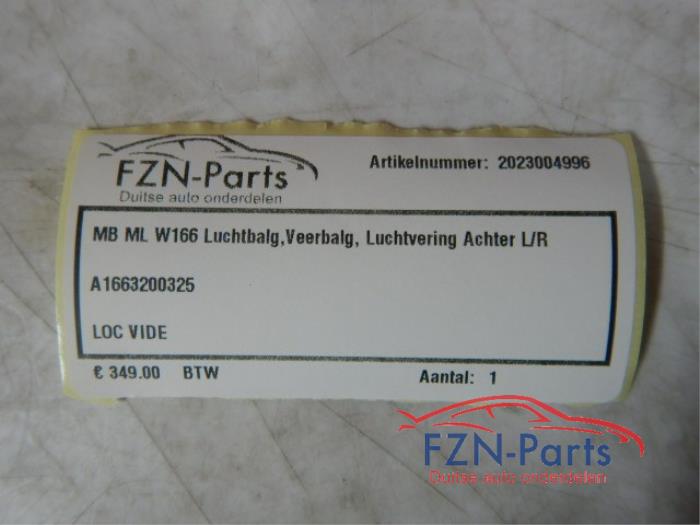 FZN-Parts
Duitse auto onderdelen
Artikelnummer: 2023004996
MB ML W166 Luchtbalg,Veerbalg, Luchtvering Achter L/R
A1663200325
LOC VIDE
€ 349.00 BTW
Aantal: 1
FZN-Parts
Duitse auto onderdelen